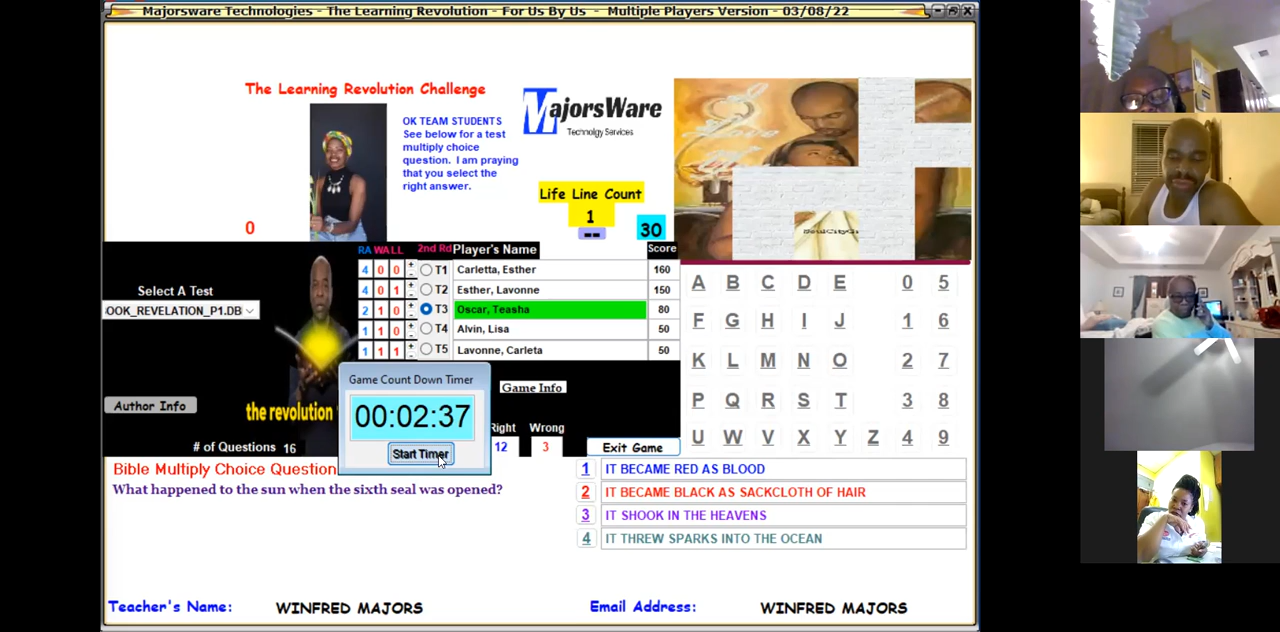 Majorsware Technologies - The Learning Revolution - For Us By Us - Multiple Players Version - 03/08/22
The Learning Revolution Challenge
OK TEAM STUDENTS
See below for a test
multiply choice
question. I am praying
that you select the
right answer.
MajorsWare
Technolgy Services
Life Line Count
1
--
30
0
RA WALL 2nd Rd Player's Name Score
4 0 0 + - T1 Carletta, Esther 160
4 0 1 + - T2 Esther, Lavonne 150
2 1 0 + - T3 Oscar, Teasha 80
1 1 0 + - T4 Alvin, Lisa 50
1 1 1 + - T5 Lavonne, Carleta 50
Select A Test
OOK_REVELATION_P1.DB
Author Info
the revolution
# of Questions 16
Game Count Down Timer
00:02:37
Start Timer
Game Info
Right Wrong
12 3
Exit Game
A B C D E 0 5
F G H I J 1 6
K L M N O 2 7
P Q R S T 3 8
U W V X Y Z 4 9
Bible Multiply Choice Question
What happened to the sun when the sixth seal was opened?
1 IT BECAME RED AS BLOOD
2 IT BECAME BLACK AS SACKCLOTH OF HAIR
3 IT SHOOK IN THE HEAVENS
4 IT THREW SPARKS INTO THE OCEAN
Teacher's Name: WINFRED MAJORS
Email Address: WINFRED MAJORS